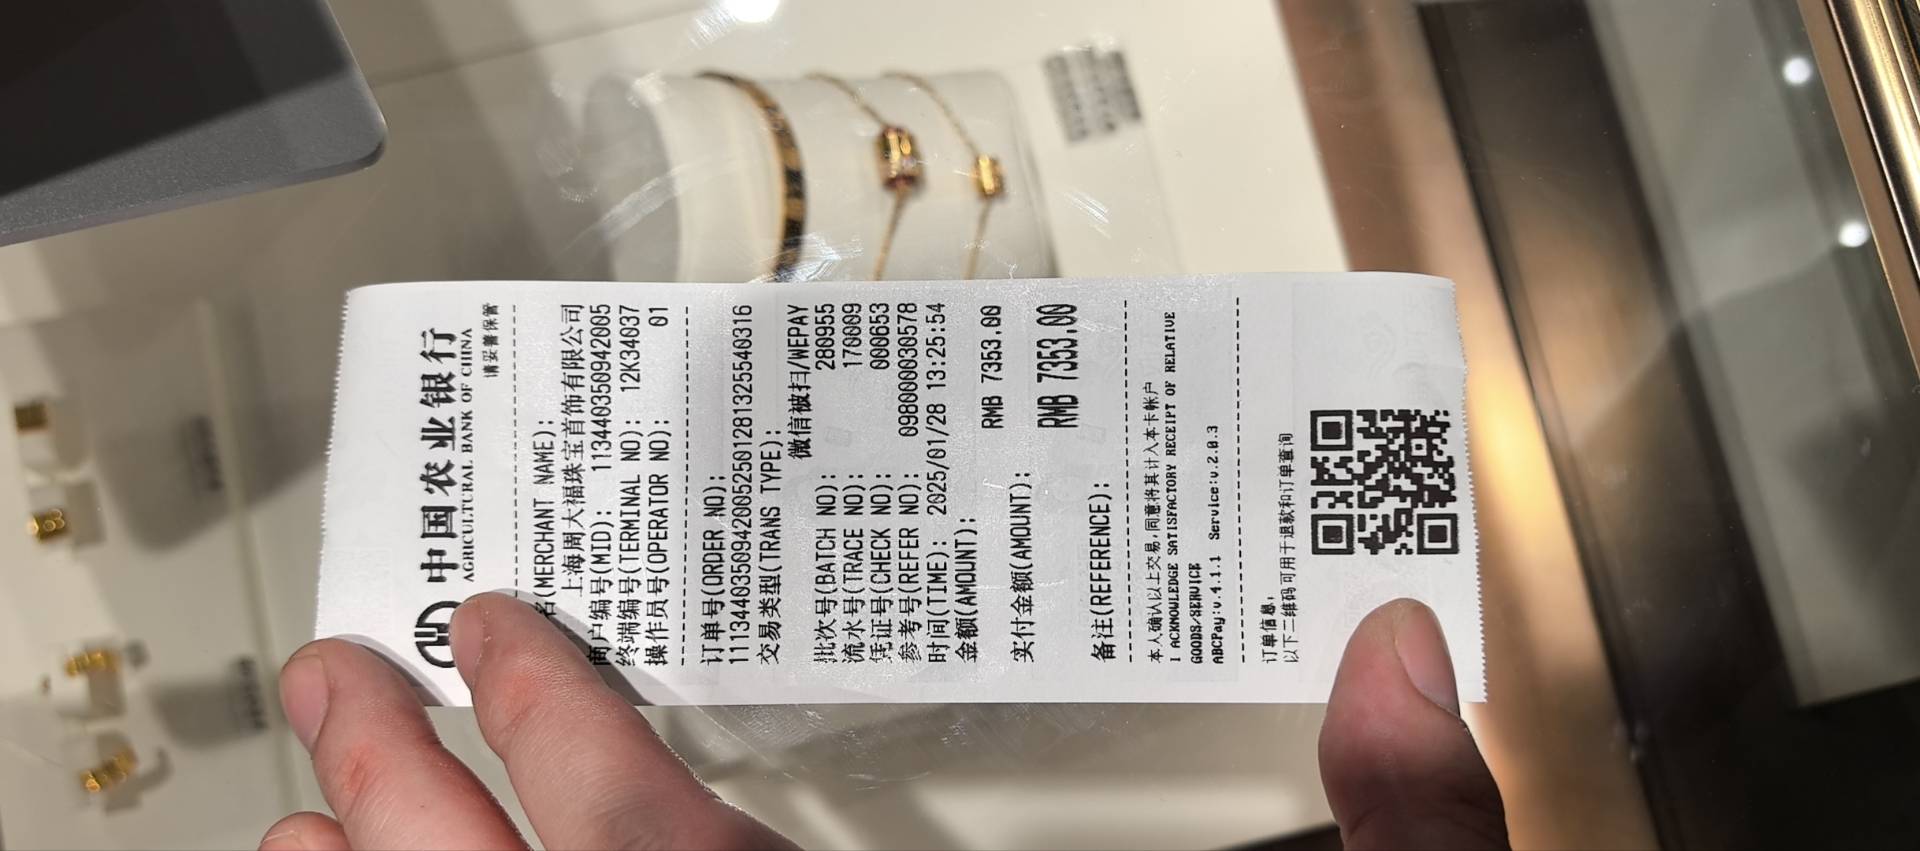 中国农业银行
AGRICULTURAL BANK OF CHINA
请妥善保管
名(MERCHANT NAME):
上海周大福珠宝首饰有限公司
商户编号(MID): 113440350942005
终端编号(TERMINAL NO): 12K34037
操作员号(OPERATOR NO): 01
订单号(ORDER NO);
11134403509420052250128132554​0316
交易类型(TRANS TYPE);
微信被扫/WEPAY
批次号(BATCH NO); 280955
流水号(TRACE NO); 170009
凭证号(CHECK NO); 000653
参考号(REFER NO); 098000030578
时间(TIME): 2025/01/28 13:25:54
金额(AMOUNT);
RMB 7353.00
实付金额(AMOUNT);
RMB 7353.00
备注(REFERENCE);
本人确认以上交易,同意将其计入本卡帐户
I ACKNOWLEDGE SATISFACTORY RECEIPT OF RELATIVE
GOODS/SERVICE
ABCPay:v.4.1.1 Service:v.2.0.3
订单信息,
以下二维码可用于退款和订单查询